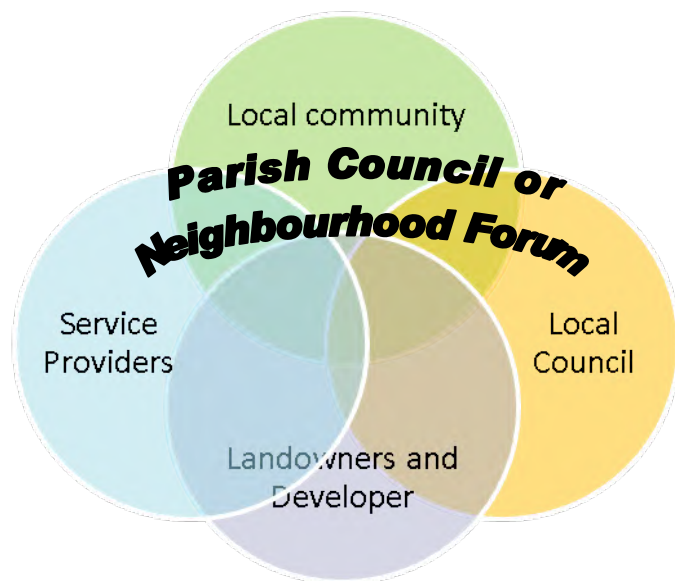 Local community
Parish Council or
Neighbourhood Forum
Service
Providers
Local
Council
Landowners and
Developer